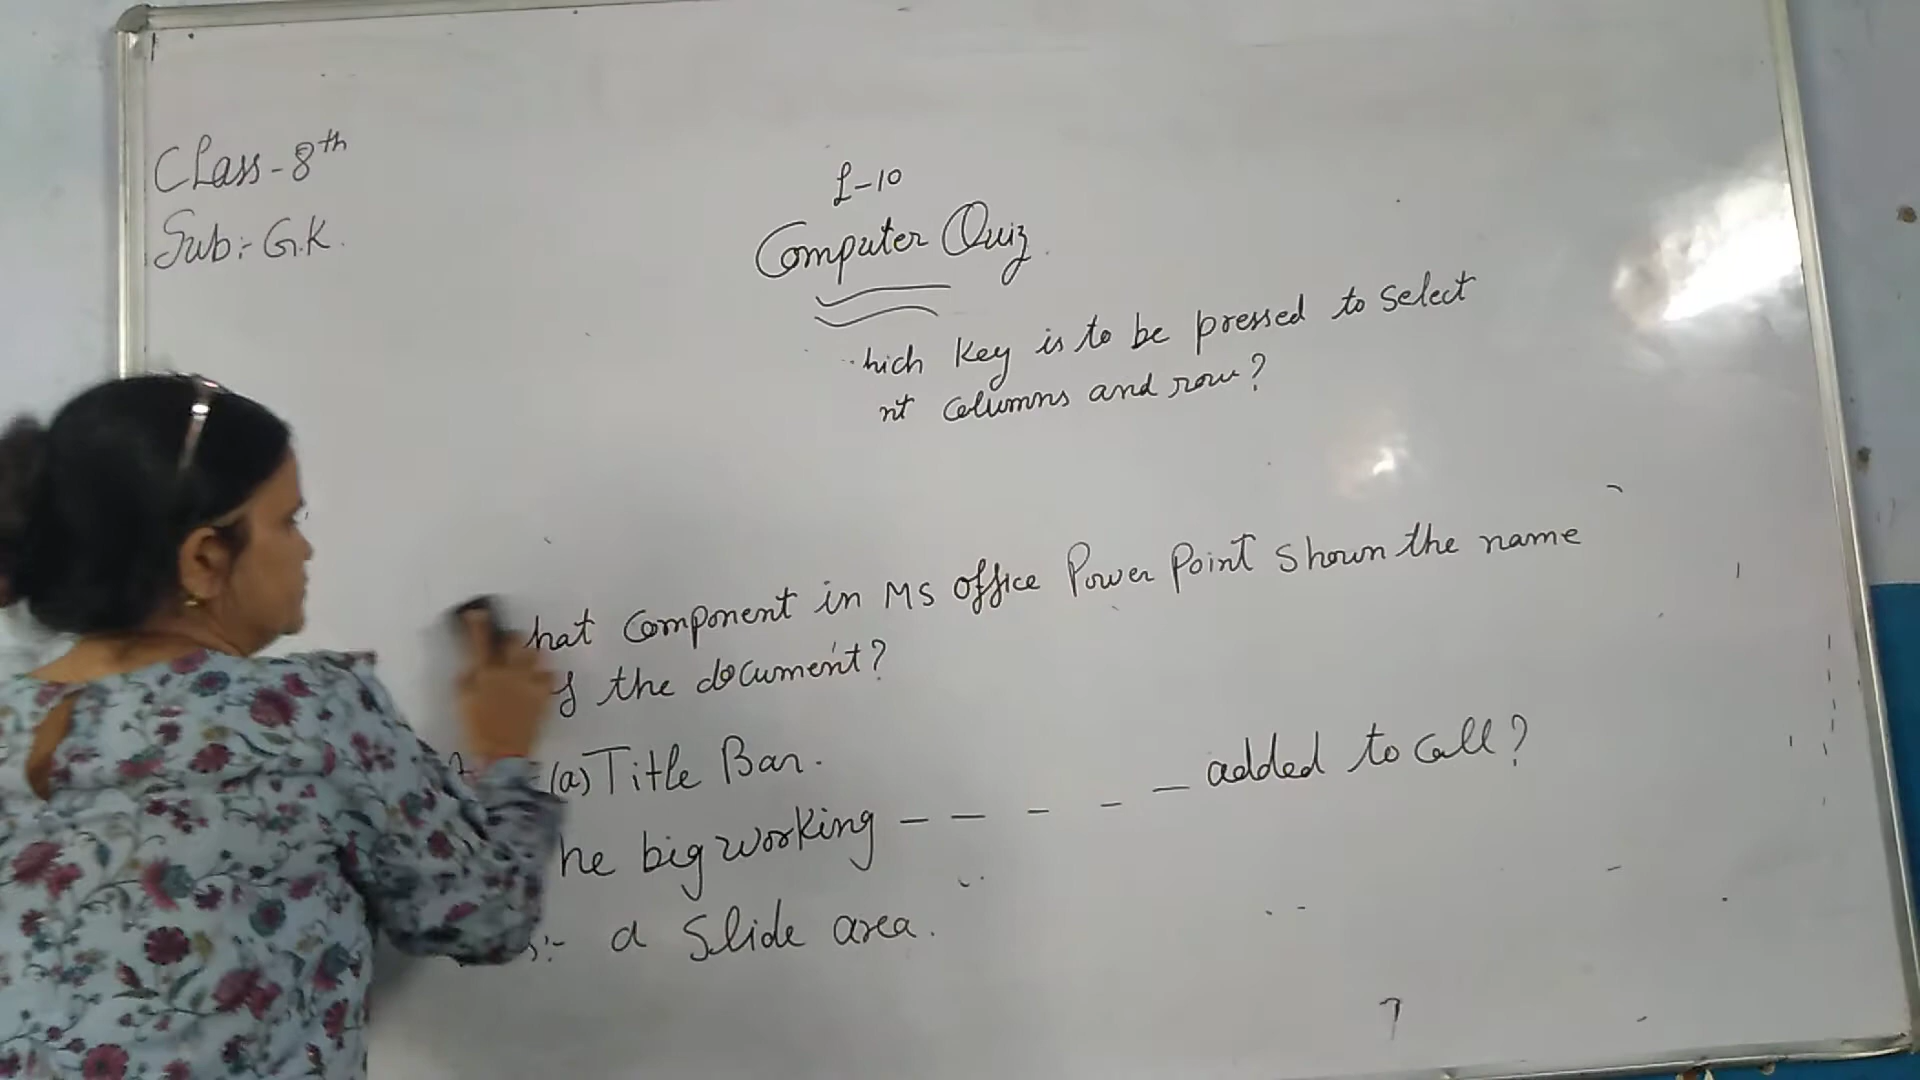 Class-8th
Sub:- G.K.
L-10
Computer Quiz.
hich key is to be pressed to select
nt columns and row?
hat component in MS office Power Point shown the name
the document?
(a) Title Bar.
he big working - - - - - added to call?
s:- a Slide area.